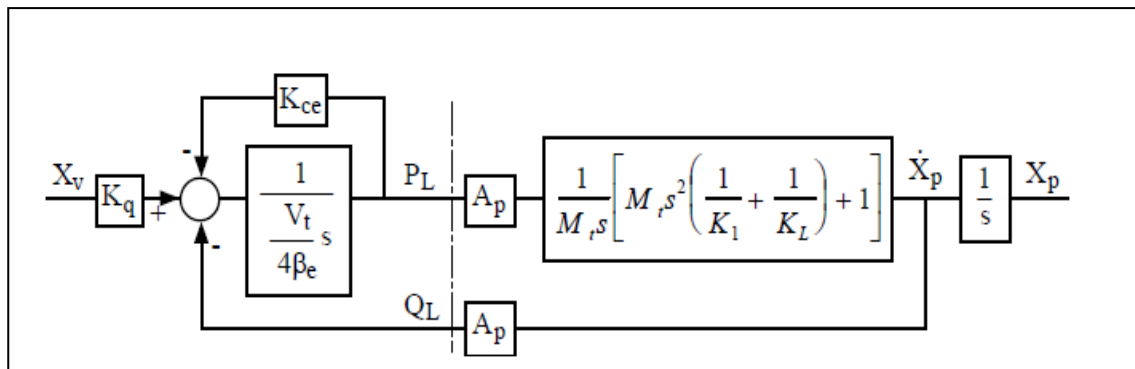 K_ce
-
X_v
K_q
+
-
1
V_t
4β_e
s
P_L
A_p
1
M_t s
[M_t s² (1/K_1 + 1/K_L) + 1]
Ẋ_p
1
s
X_p
Q_L
A_p